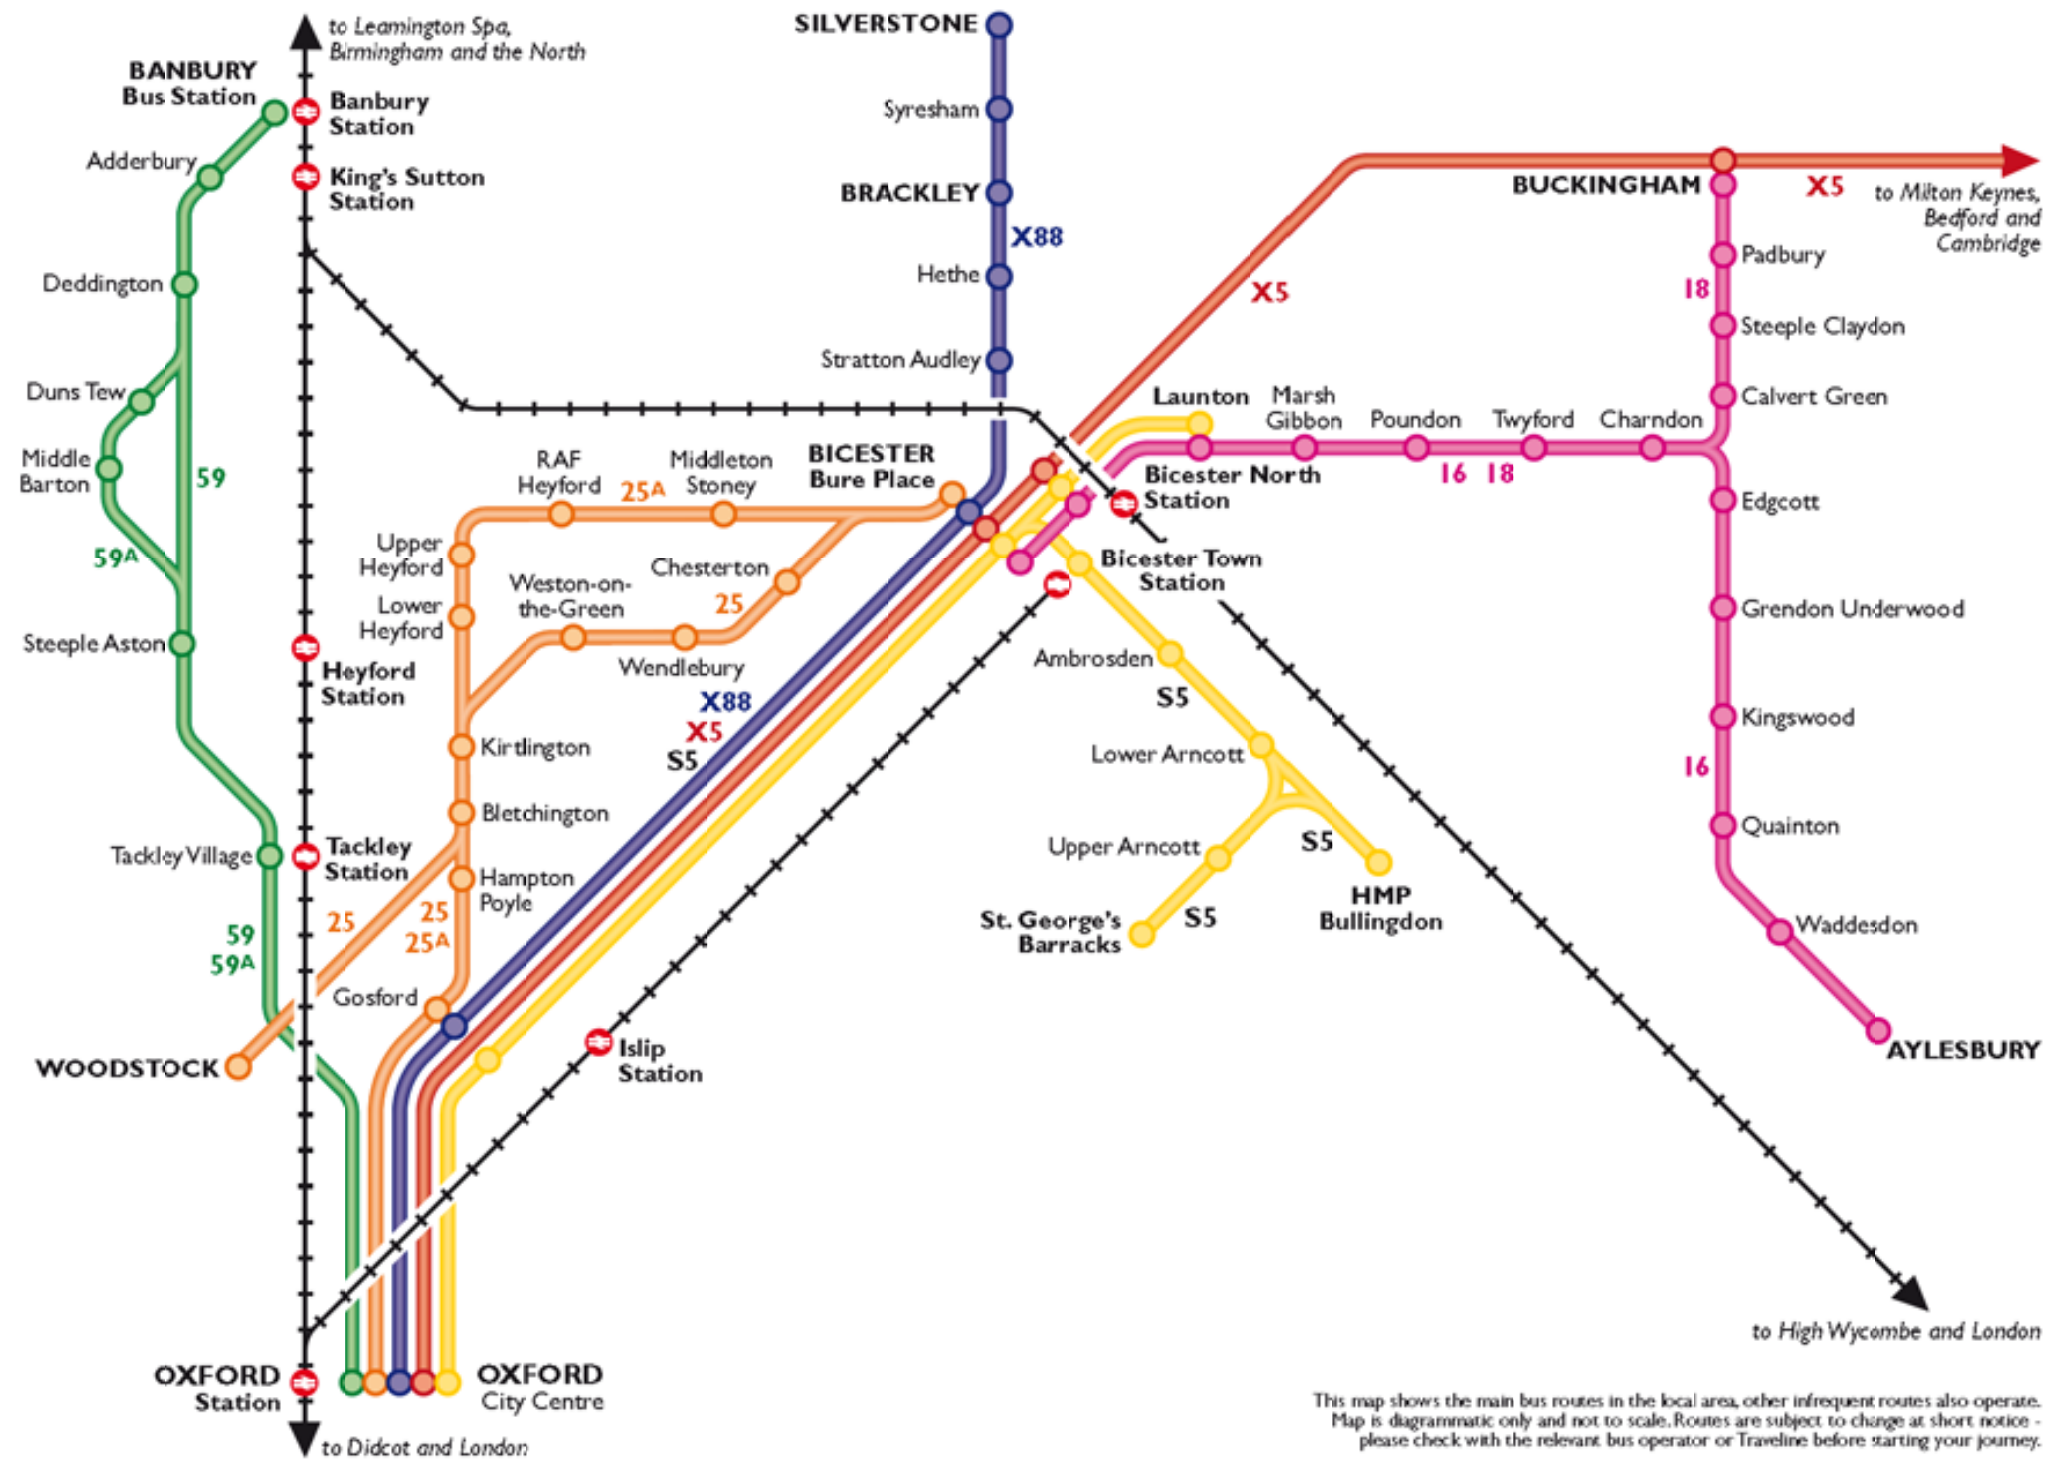 to Leamington Spa,
Birmingham and the North
BANBURY
Bus Station
Banbury
Station
Adderbury
King's Sutton
Station
Deddington
Duns Tew
Middle
Barton
59
59A
Steeple Aston
Heyford
Station
Tackley Village
Tackley
Station
59
59A
25
WOODSTOCK
SILVERSTONE
Syresham
BRACKLEY
X88
Hethe
Stratton Audley
BICESTER
Bure Place
RAF
Heyford
25A
Middleton
Stoney
Upper
Heyford
Lower
Heyford
Weston-on-
the-Green
Chesterton
25
Wendlebury
X88
X5
S5
Kirtlington
Bletchington
Hampton
Poyle
25
25A
Gosford
Islip
Station
OXFORD
Station
OXFORD
City Centre
to Didcot and London
X5
BUCKINGHAM
X5
to Milton Keynes,
Bedford and
Cambridge
Padbury
18
Steeple Claydon
Calvert Green
Launton
Marsh
Gibbon
Poundon
Twyford
Charndon
16 18
Bicester North
Station
Bicester Town
Station
Edgcott
Grendon Underwood
Kingswood
16
Quainton
Waddesdon
AYLESBURY
Ambrosden
S5
Lower Arncott
Upper Arncott
S5
HMP
Bullingdon
St. George's
Barracks
S5
to High Wycombe and London
This map shows the main bus routes in the local area, other infrequent routes also operate.
Map is diagrammatic only and not to scale. Routes are subject to change at short notice -
please check with the relevant bus operator or Traveline before starting your journey.